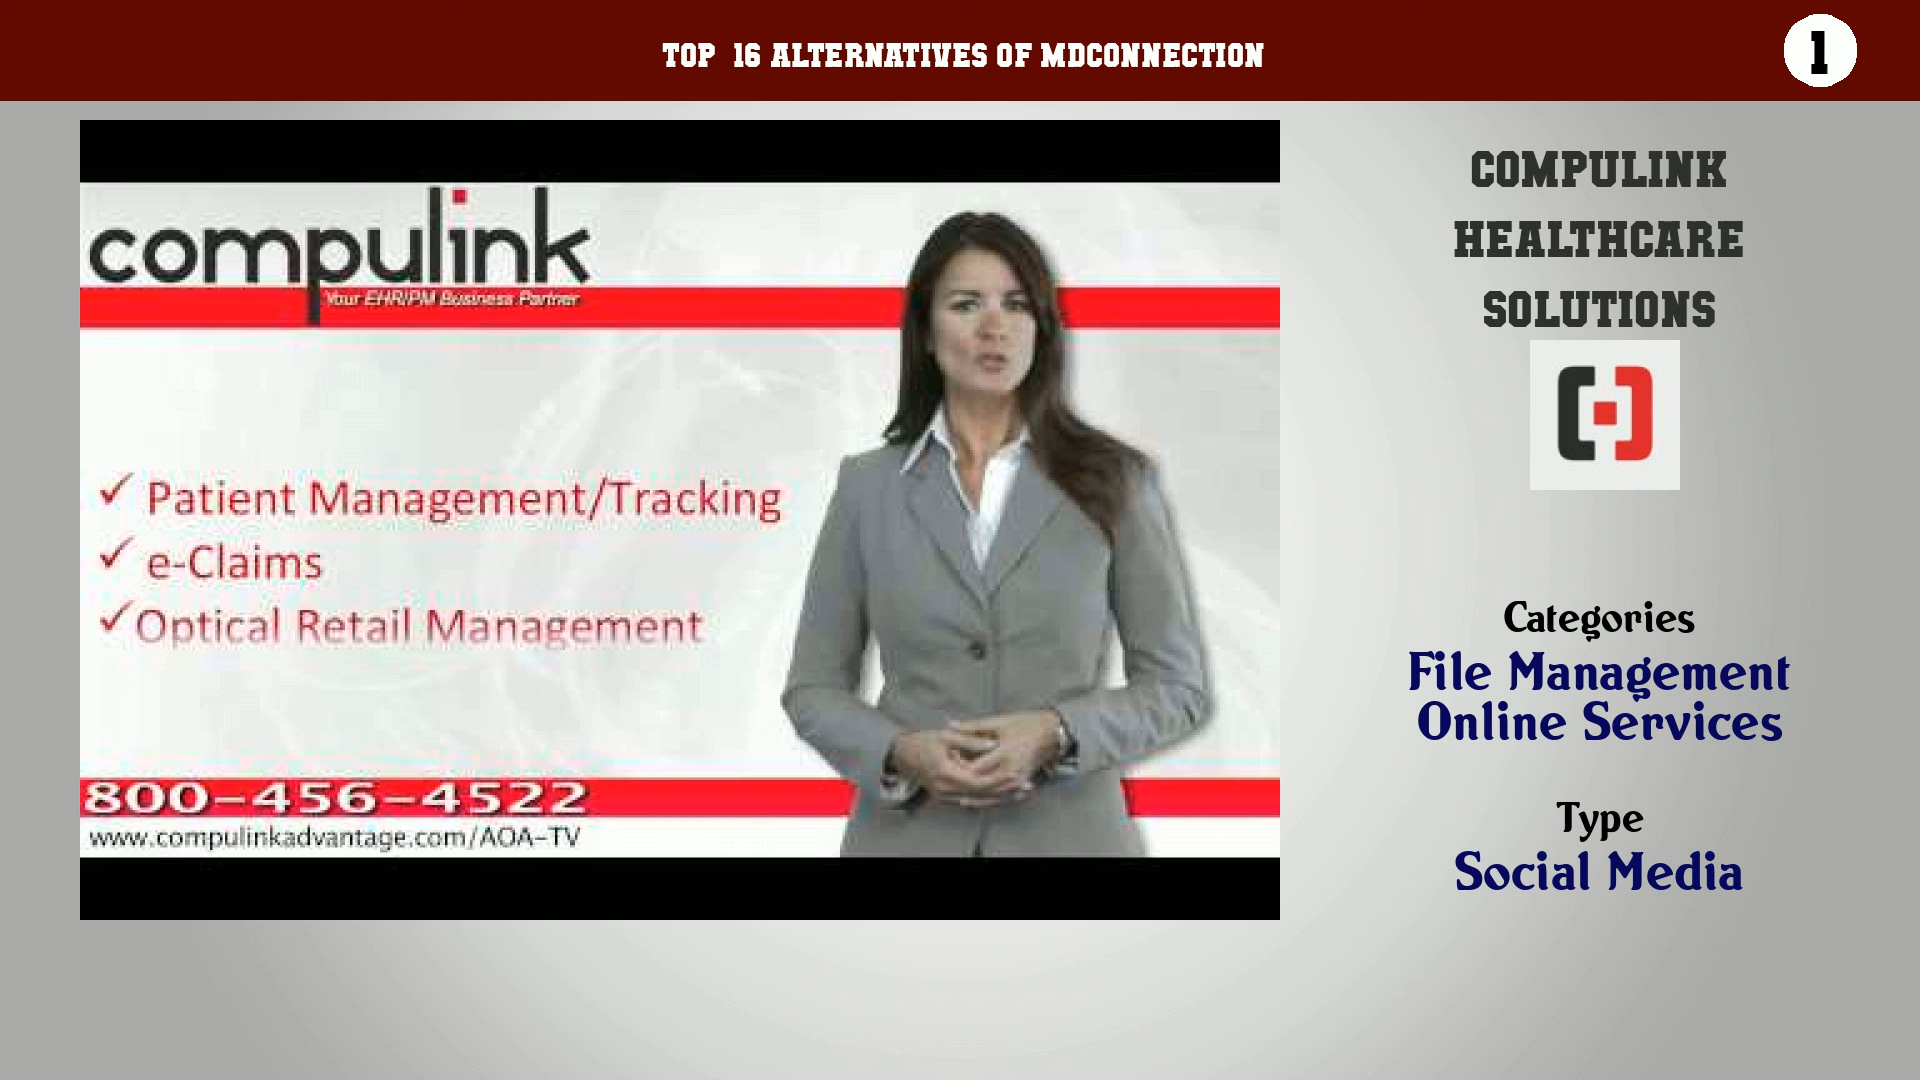 TOP 16 ALTERNATIVES OF MDCONNECTION
1
compulink
Your EHR/PM Business Partner
✓ Patient Management/Tracking
✓ e-Claims
✓ Optical Retail Management
800-456-4522
www.compulinkadvantage.com/AOA-TV
COMPULINK
HEALTHCARE
SOLUTIONS
Categories
File Management
Online Services
Type
Social Media